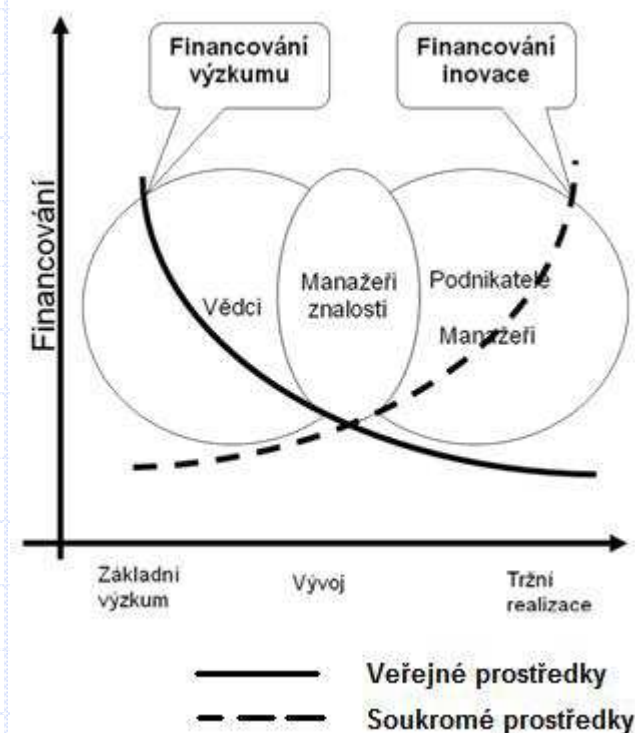 Financování
výzkumu
Financování
inovace
Financování
Vědci
Manažeři
znalosti
Podnikatelé
Manažeři
Základní
výzkum
Vývoj
Tržní
realizace
Veřejné prostředky
Soukromé prostředky